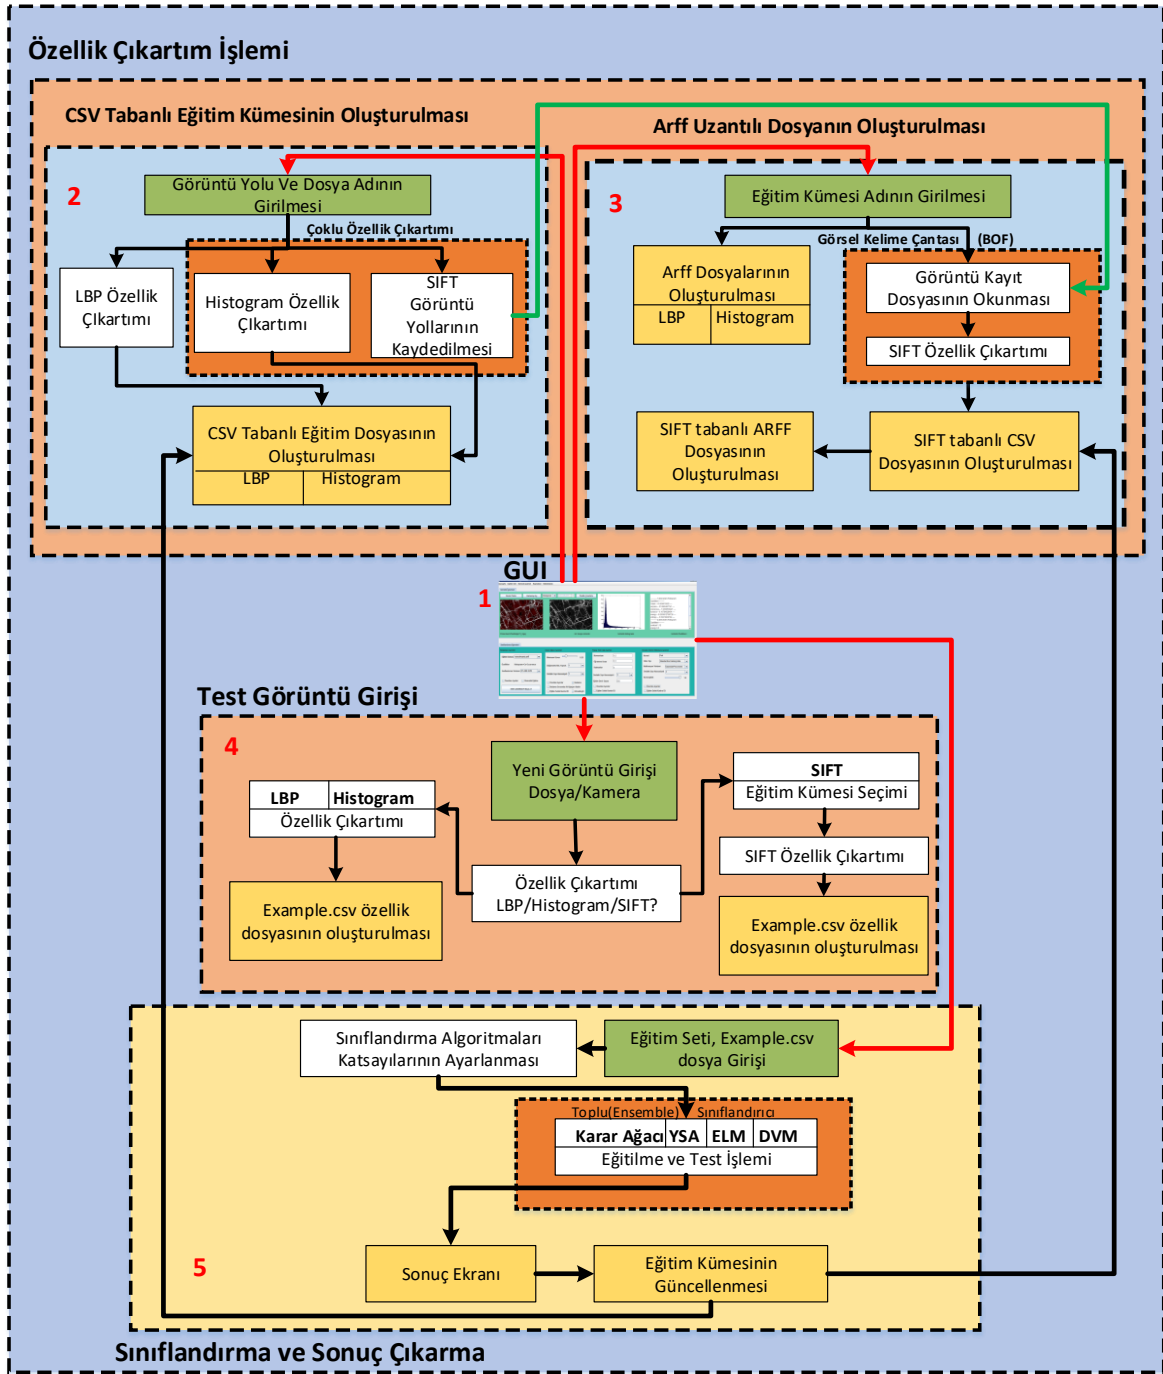 Özellik Çıkartım İşlemi
CSV Tabanlı Eğitim Kümesinin Oluşturulması
2
Görüntü Yolu Ve Dosya Adının
Girilmesi
Çoklu Özellik Çıkartımı
LBP Özellik
Çlkartımı
Histogram Özellik
Çlkartımı
SIFT
Görüntü
Yollarının
Kaydedilmesi
CSV Tabanlı Eğitim Dosyasının
Oluşturulması
LBP
Histogram
Arff Uzantılı Dosyanın Oluşturulması
3
Eğitim Kümesi Adının Girilmesi
Görsel Kelime Çantası (BOF)
Arff Dosyalarının
Oluşturulması
LBP
Histogram
Görüntü Kayıt
Dosyasının Okunması
SIFT Özellik Çıkartımı
SIFT tabanlı ARFF
Dosyasının
Oluşturulması
SIFT tabanlı CSV
Dosyasının Oluşturulması
GUI
1
Test Görüntü Girişi
4
Yeni Görüntü Girişi
Dosya/Kamera
LBP
Histogram
Özellik Çıkartımı
SIFT
Eğitim Kümesi Seçimi
Özellik Çıkartımı
LBP/Histogram/SIFT?
SIFT Özellik Çıkartımı
Example.csv özellik
dosyasının oluşturulması
Example.csv özellik
dosyasının oluşturulması
Sınıflandırma Algoritmaları
Katsayılarının Ayarlanması
Eğitim Seti, Example.csv
dosya Girişi
Toplu(Ensemble) Sınıflandırıcı
Karar Ağacı YSA ELM DVM
Eğitilme ve Test İşlemi
5
Sonuç Ekranı
Eğitim Kümesinin
Güncellenmesi
Sınıflandırma ve Sonuç Çıkarma